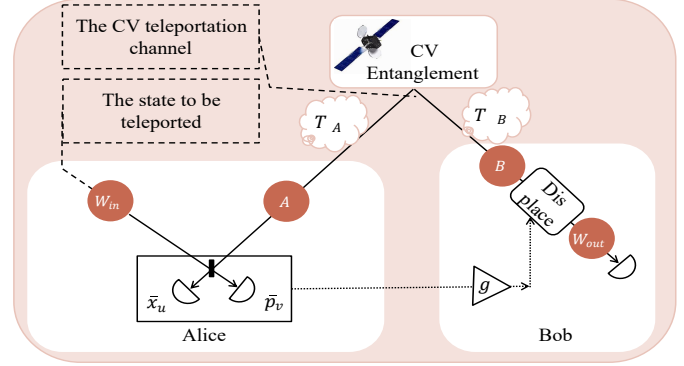 The CV teleportation
channel
The state to be
teleported
CV
Entanglement
T A
T B
B
Dis
place
W_in
A
W_out
x̄_u
p̄_v
g
Alice
Bob